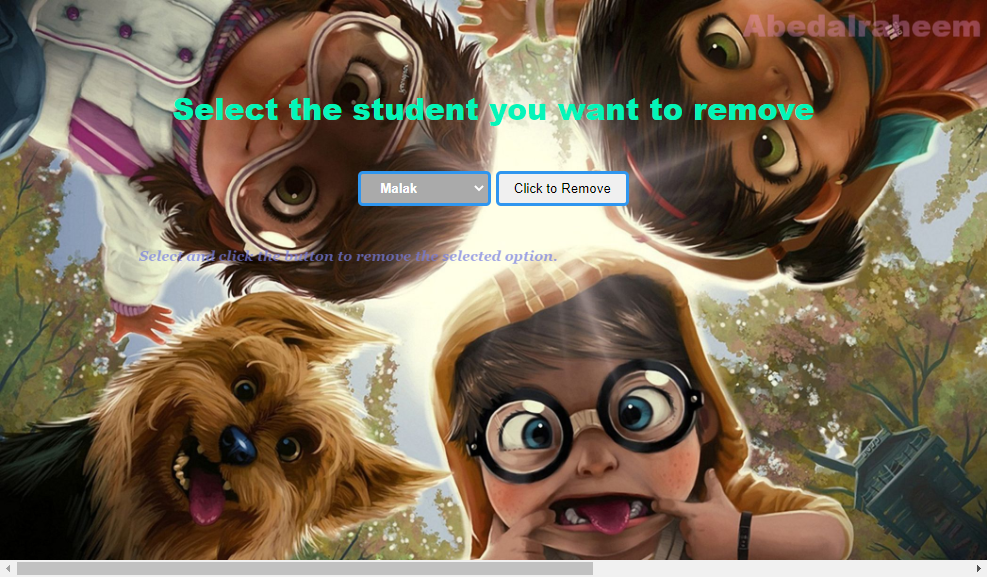 Abedalraheem
Select the student you want to remove
Malak
Click to Remove
Select and click the button to remove the selected option.